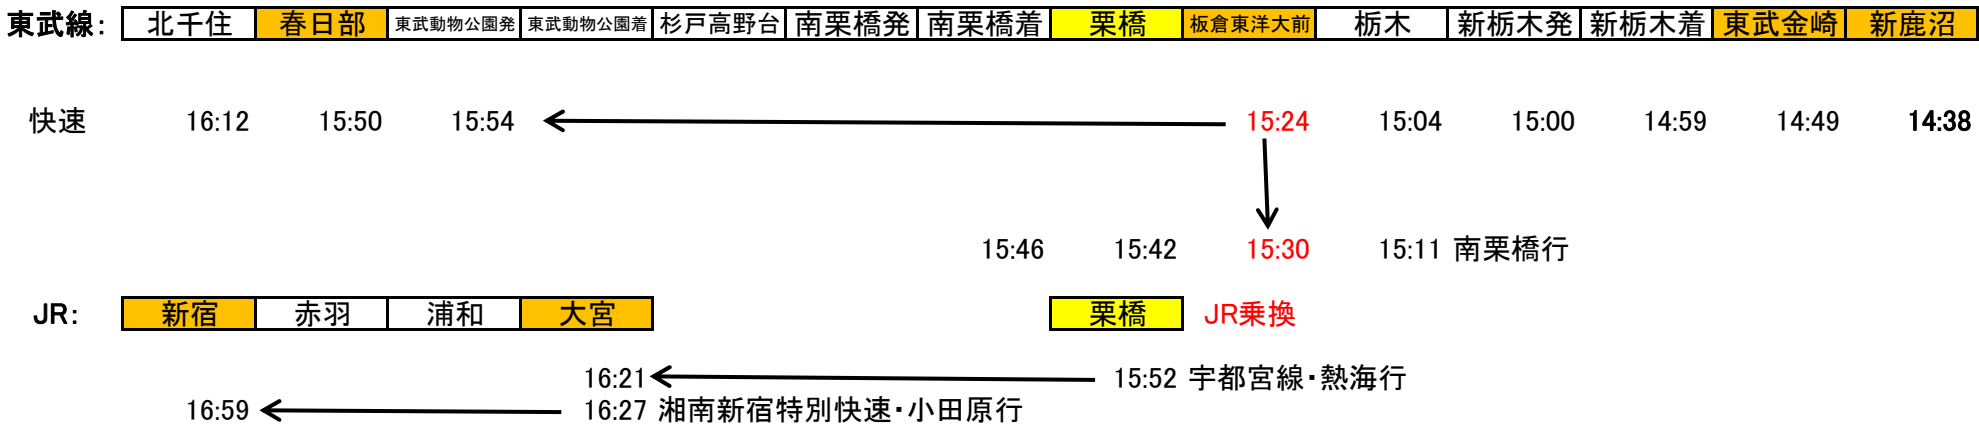 東武線： 北千住 春日部 東武動物公園発 東武動物公園着 杉戸高野台 南栗橋発 南栗橋着 栗橋 板倉東洋大前 栃木 新栃木発 新栃木着 東武金崎 新鹿沼
快速 16:12 15:50 15:54 15:24 15:04 15:00 14:59 14:49 14:38
15:46 15:42 15:30 15:11 南栗橋行
JR： 新宿 赤羽 浦和 大宮 栗橋 JR乗換
16:21 15:52 宇都宮線・熱海行
16:59 16:27 湘南新宿特別快速・小田原行